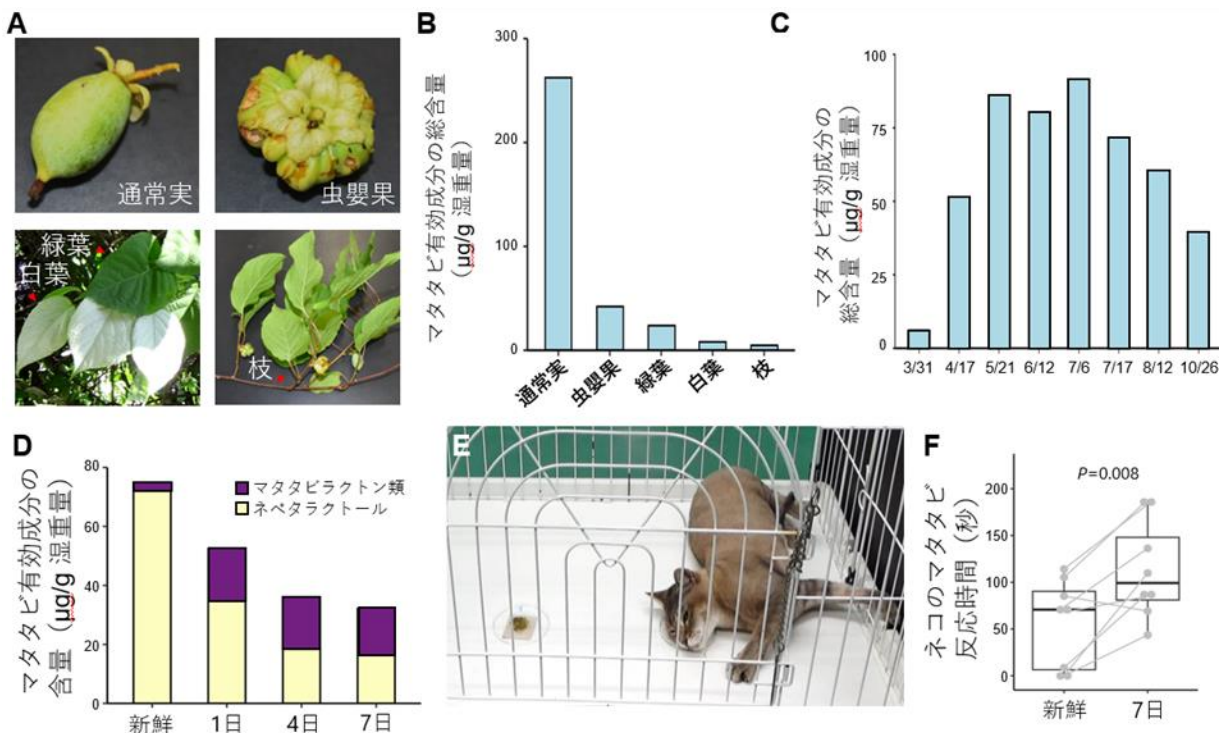 A
通常実
虫嬰果
緑葉
白葉
枝
B
マタタビ有効成分の総含量
(µg/g 湿重量)
300
200
100
0
通常実
虫嬰果
緑葉
白葉
枝
C
マタタビ有効成分の
総含量 (µg/g 湿重量)
100
75
50
25
0
3/31 4/17 5/21 6/12 7/6 7/17 8/12 10/26
D
マタタビ有効成分の
含量 (µg/g 湿重量)
80
60
40
20
0
マタタビラクトン類
ネペタラクトール
新鮮 1日 4日 7日
E
F
ネコのマタタビ
反応時間 (秒)
P=0.008
200
150
100
50
0
新鮮 7日